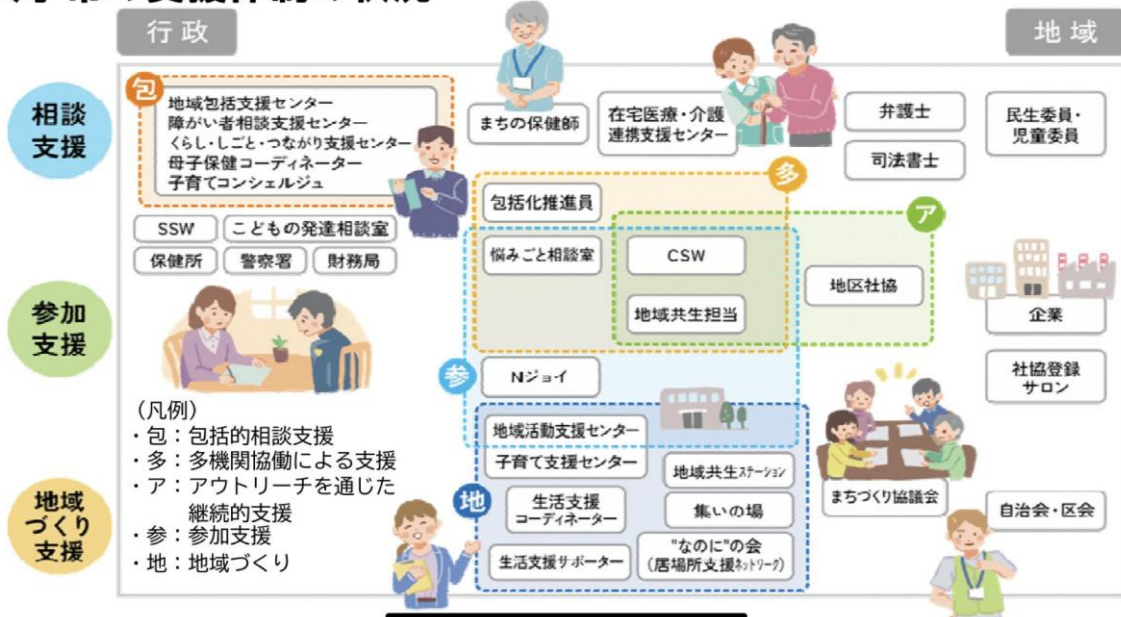 市の支援体制の状況
行政
地域
相談
支援
包
地域包括支援センター
障がい者相談支援センター
くらし・しごと・つながり支援センター
母子保健コーディネーター
子育てコンシェルジュ
まちの保健師
在宅医療・介護
連携支援センター
弁護士
司法書士
民生委員・
児童委員
SSW
こどもの発達相談室
保健所
警察署
財務局
多
包括化推進員
悩みごと相談室
ア
CSW
地域共生担当
地区社協
参加
支援
企業
社協登録
サロン
参
Nジョイ
(凡例)
・包:包括的相談支援
・多:多機関協働による支援
・ア:アウトリーチを通じた
継続的支援
・参:参加支援
・地:地域づくり
地域
づくり
支援
地
地域活動支援センター
子育て支援センター
地域共生ステーション
生活支援
コーディネーター
集いの場
生活支援サポーター
"なのに"の会
(居場所支援ネットワーク)
まちづくり協議会
自治会・区会